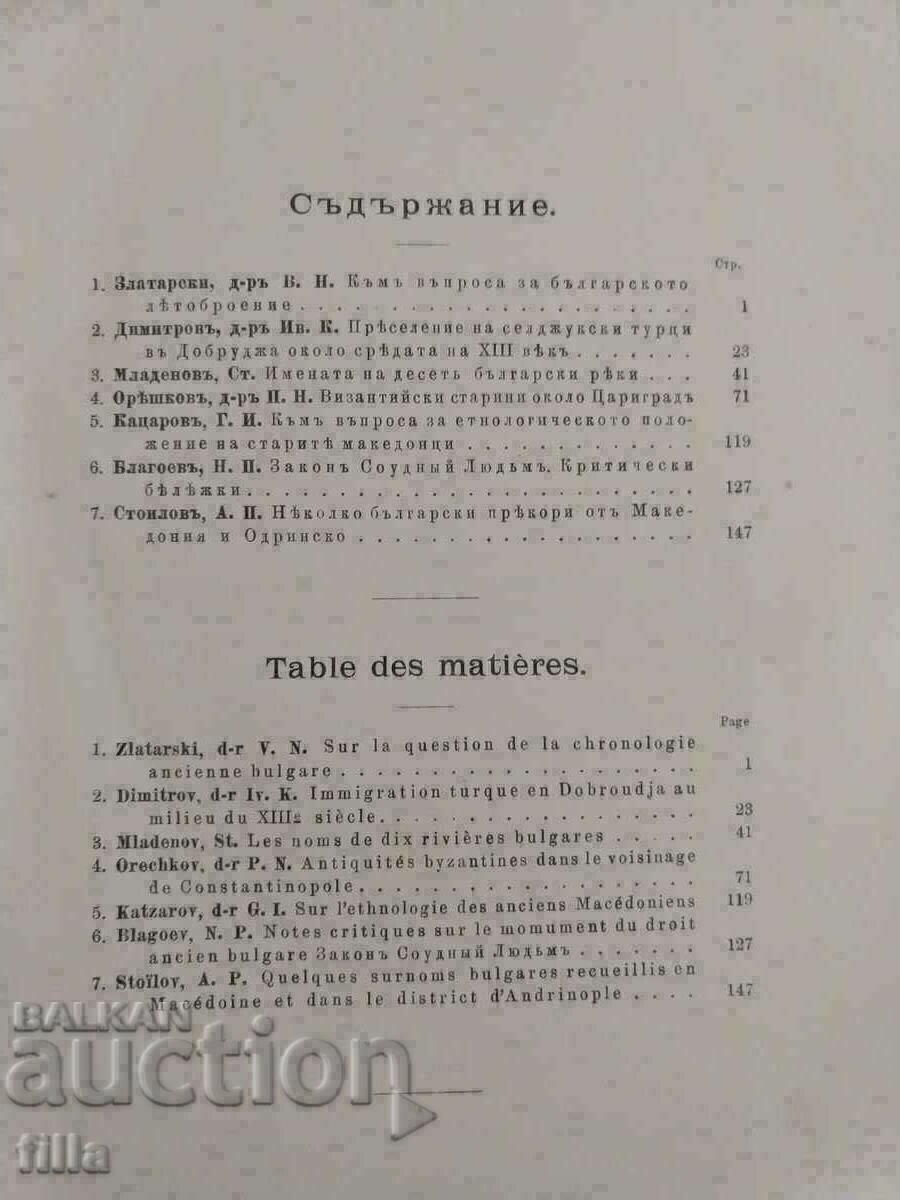 Съдържание.
Стр.
1. Златарски, д-ръ В. Н. Къмъ въпроса за българското
лѣтоброение . . . . . . . . . . . . . . . . . . . . 1
2. Димитровъ, д-ръ Ив. К. Прѣселение на селджукски турци
въ Добруджа около срѣдата на XIII вѣкъ . . . . . . . 23
3. Младеновъ, Ст. Имената на десетъ български рѣки . . . 41
4. Орѣшковъ, д-ръ П. Н. Византийски старини около Цариградъ 71
5. Кацаровъ, Г. И. Къмъ въпроса за етнологическото поло-
жение на старитѣ македонци . . . . . . . . . . . . . 119
6. Благоевъ, Н. П. Законъ Соудный Людьмъ. Критически
бѣлѣжки . . . . . . . . . . . . . . . . . . . . . . . 127
7. Стоиловъ, А. П. Нѣколко български прѣкори отъ Маке-
дония и Одринско . . . . . . . . . . . . . . . . . . 147
Table des matières.
Page
1. Zlatarski, d-r V. N. Sur la question de la chronologie
ancienne bulgare . . . . . . . . . . . . . . . . . . 1
2. Dimitrov, d-r Iv. K. Immigration turque en Dobroudja au
milieu du XIIIe siècle . . . . . . . . . . . . . . . . 23
3. Mladenov, St. Les noms de dix rivières bulgares . . . . . 41
4. Orechkov, d-r P. N. Antiquités byzantines dans le voisinage
de Constantinopole . . . . . . . . . . . . . . . . . 71
5. Katzarov, d-r G. I. Sur l'ethnologie des anciens Macédoniens 119
6. Blagoev, N. P. Notes critiques sur le momument du droit
ancien bulgare Законъ Соудный Людьмъ . . . . . . . 127
7. Stoïlov, A. P. Quelques surnoms bulgares recueillis en
Macédoine et dans le district d'Andrinople . . . . 147
BALKAN
auction
filla